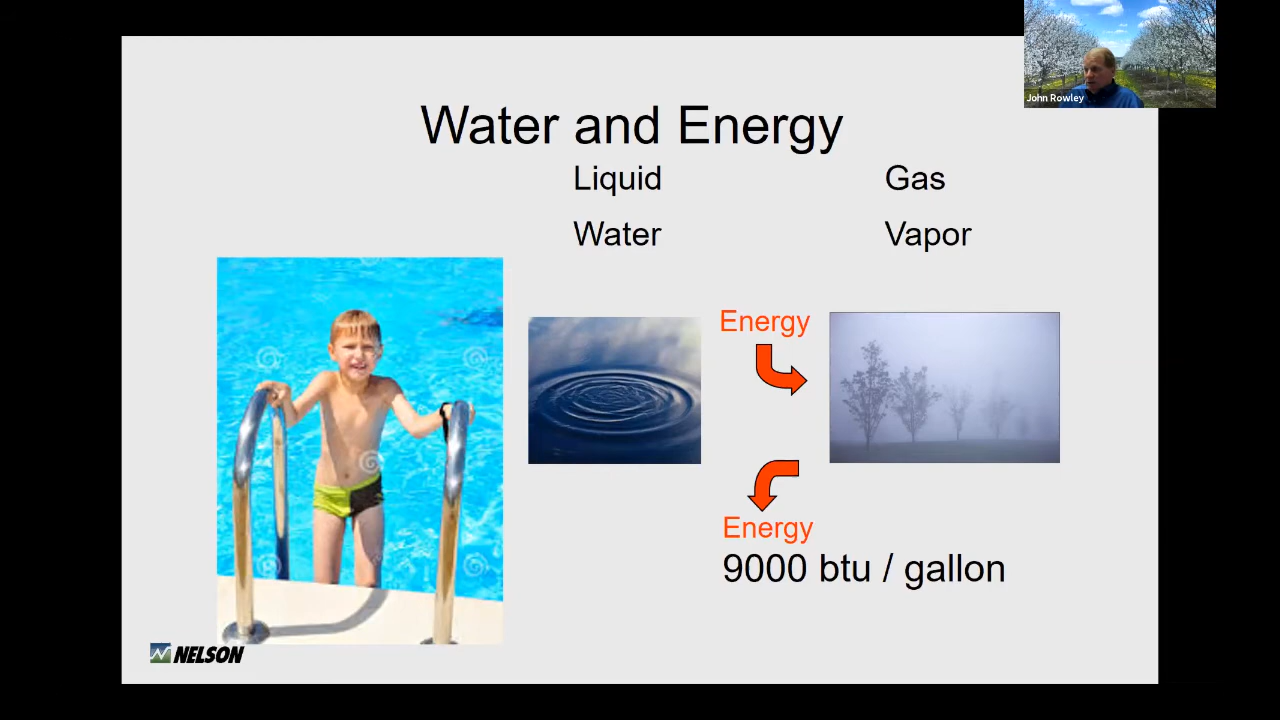 John Rowley
Water and Energy
Liquid
Gas
Water
Vapor
Energy
Energy
9000 btu / gallon
NELSON